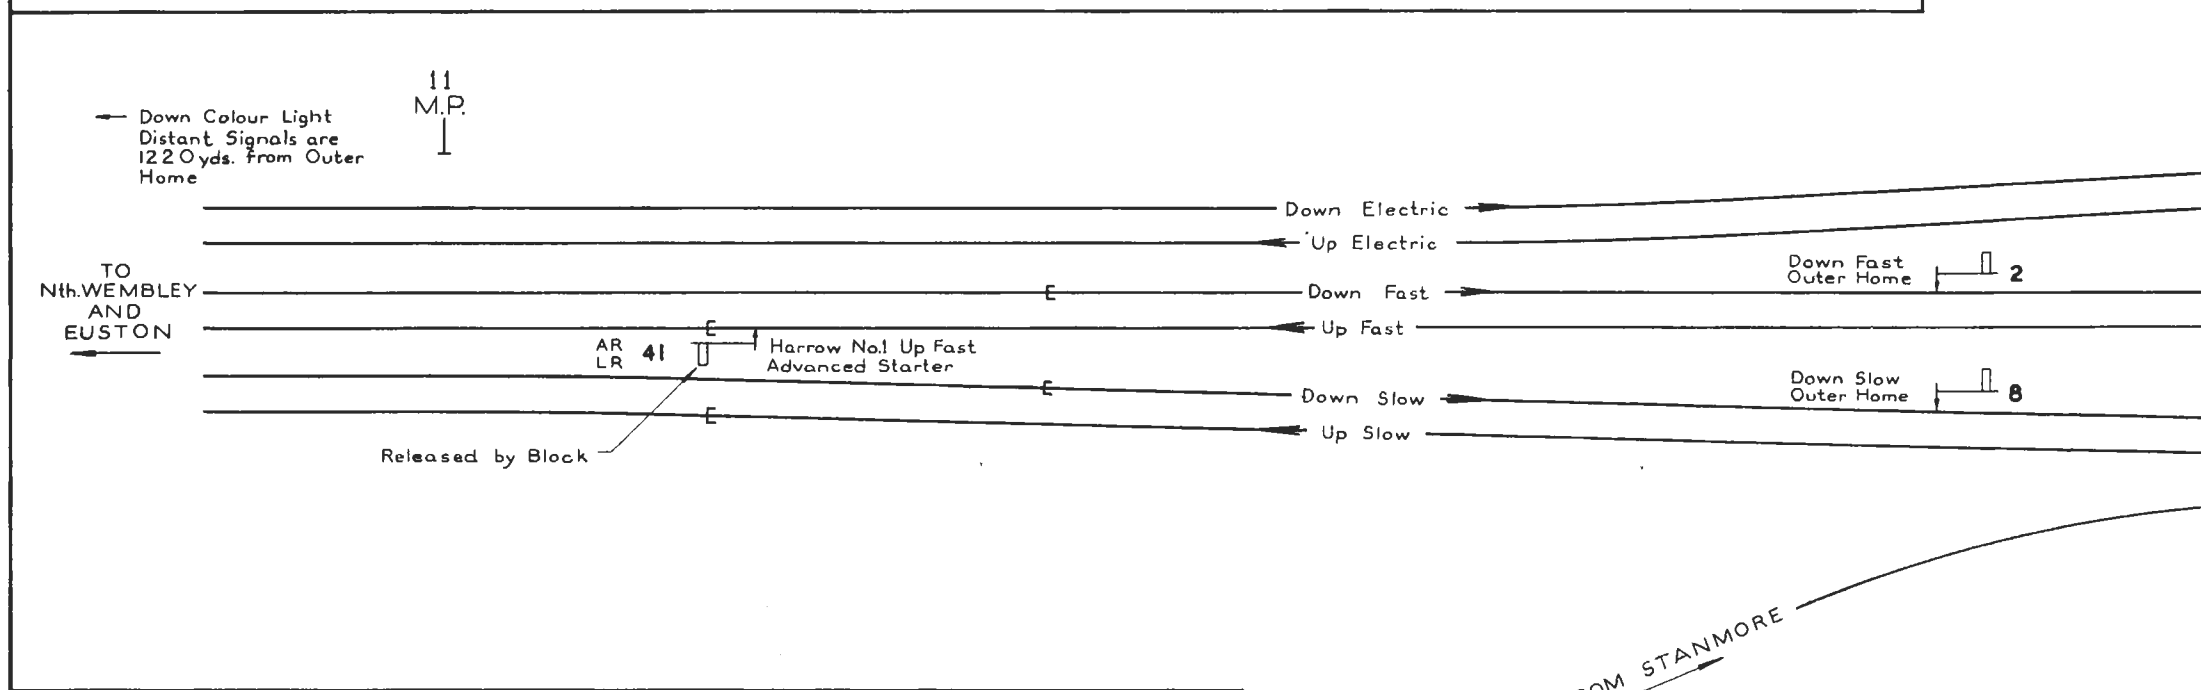 11
M.P.
Down Colour Light
Distant Signals are
1220 yds. from Outer
Home
Down Electric
Up Electric
TO
Nth. WEMBLEY
AND
EUSTON
Down Fast
Outer Home
2
Down Fast
Up Fast
AR
LR
41
Harrow No.1 Up Fast
Advanced Starter
Down Slow
Outer Home
8
Down Slow
Up Slow
Released by Block
STANMORE